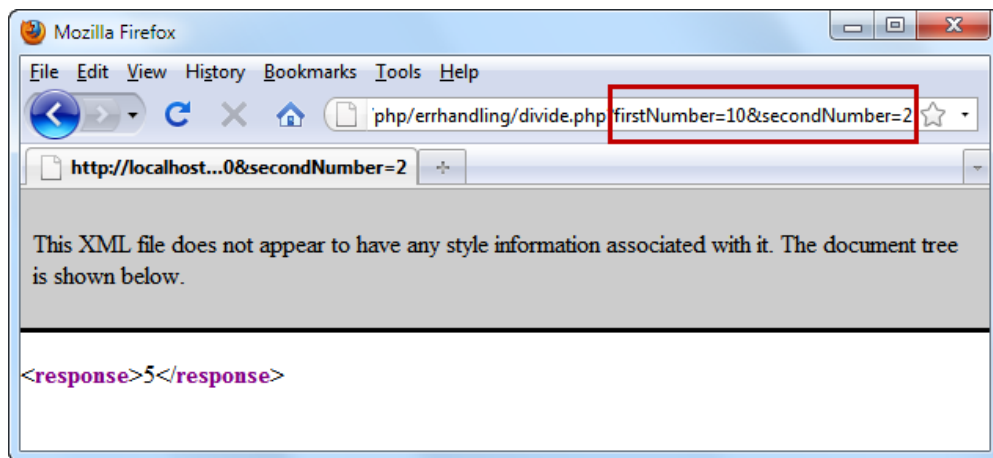 Mozilla Firefox
File Edit View History Bookmarks Tools Help
php/errhandling/divide.php?firstNumber=10&secondNumber=2
http://localhost...0&secondNumber=2
This XML file does not appear to have any style information associated with it. The document tree
is shown below.
<response>5</response>